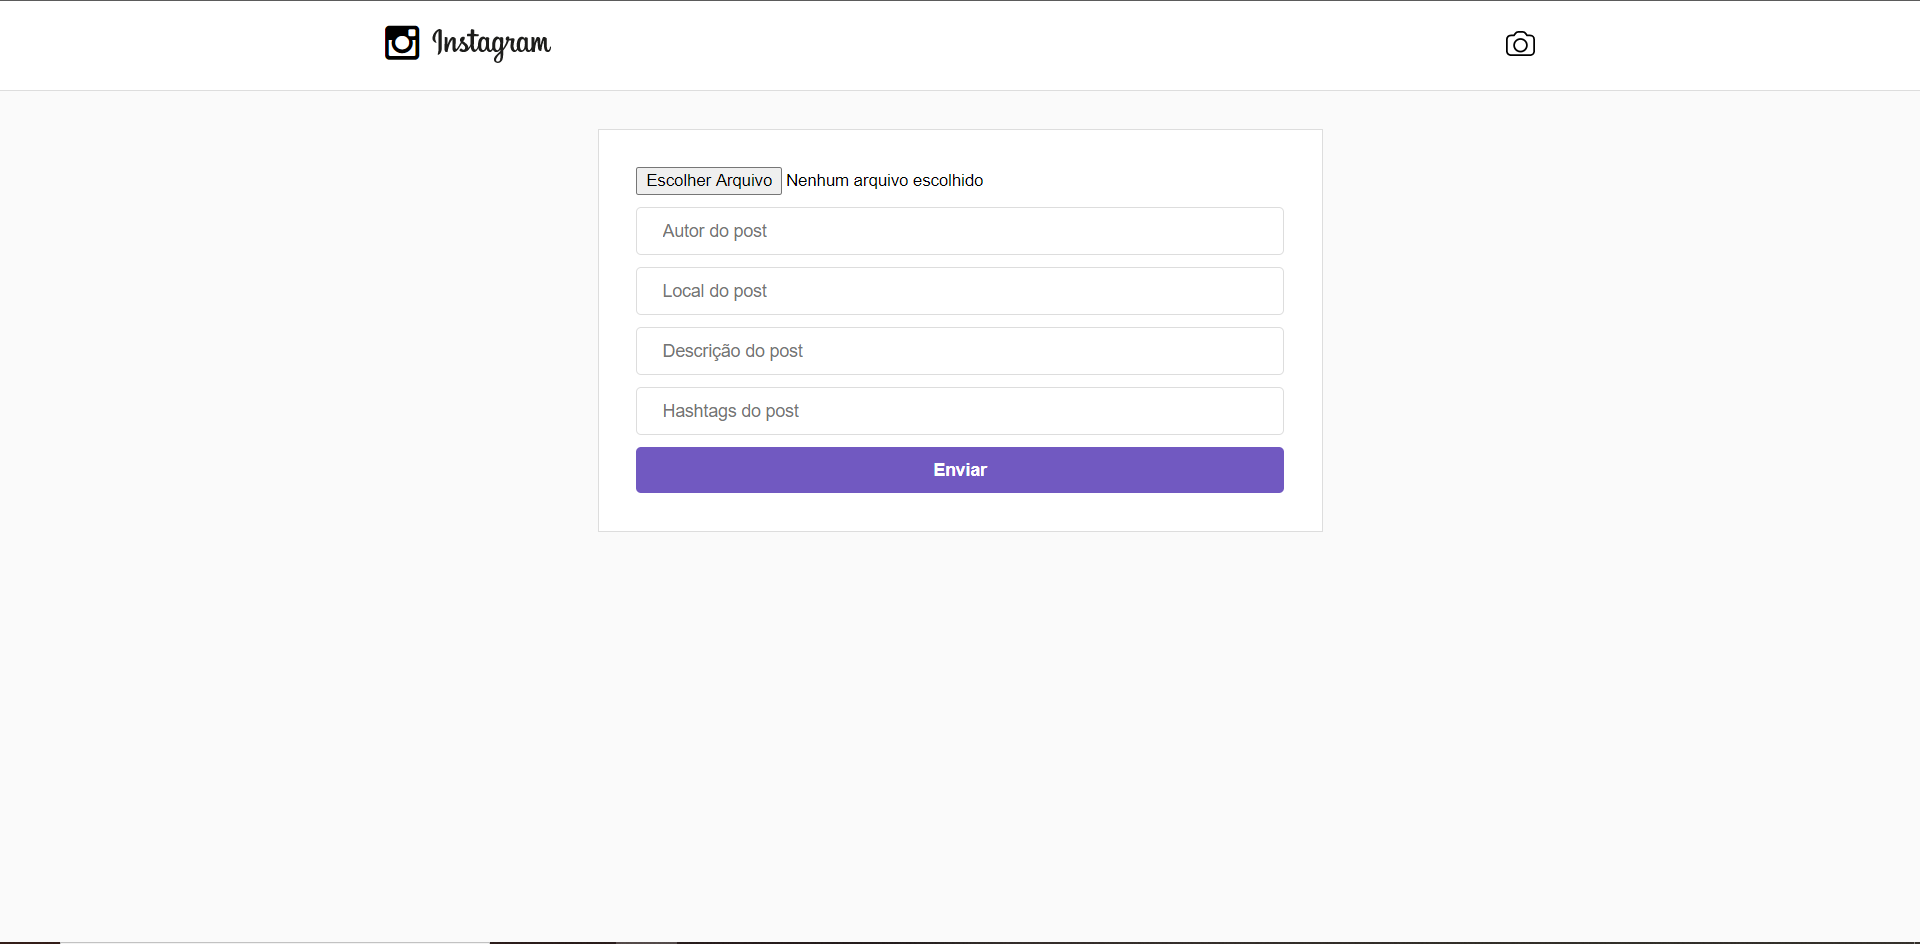 Instagram
Escolher Arquivo Nenhum arquivo escolhido
Autor do post
Local do post
Descrição do post
Hashtags do post
Enviar